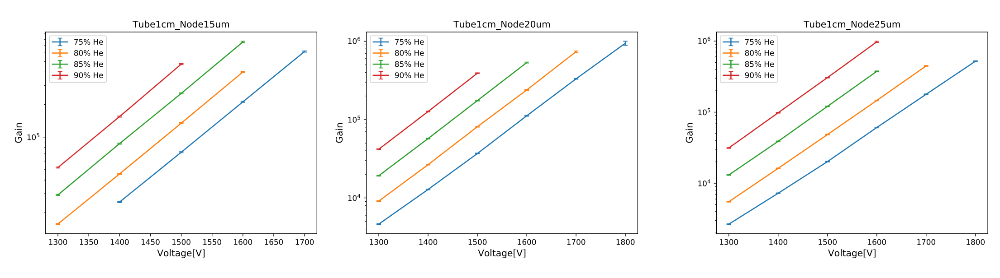 Tube1cm_Node15um
75% He
80% He
85% He
90% He
Gain
10^5
1300 1350 1400 1450 1500 1550 1600 1650 1700
Voltage[V]
Tube1cm_Node20um
75% He
80% He
85% He
90% He
Gain
10^6
10^5
10^4
1300 1400 1500 1600 1700 1800
Voltage[V]
Tube1cm_Node25um
75% He
80% He
85% He
90% He
Gain
10^6
10^5
10^4
1300 1400 1500 1600 1700 1800
Voltage[V]